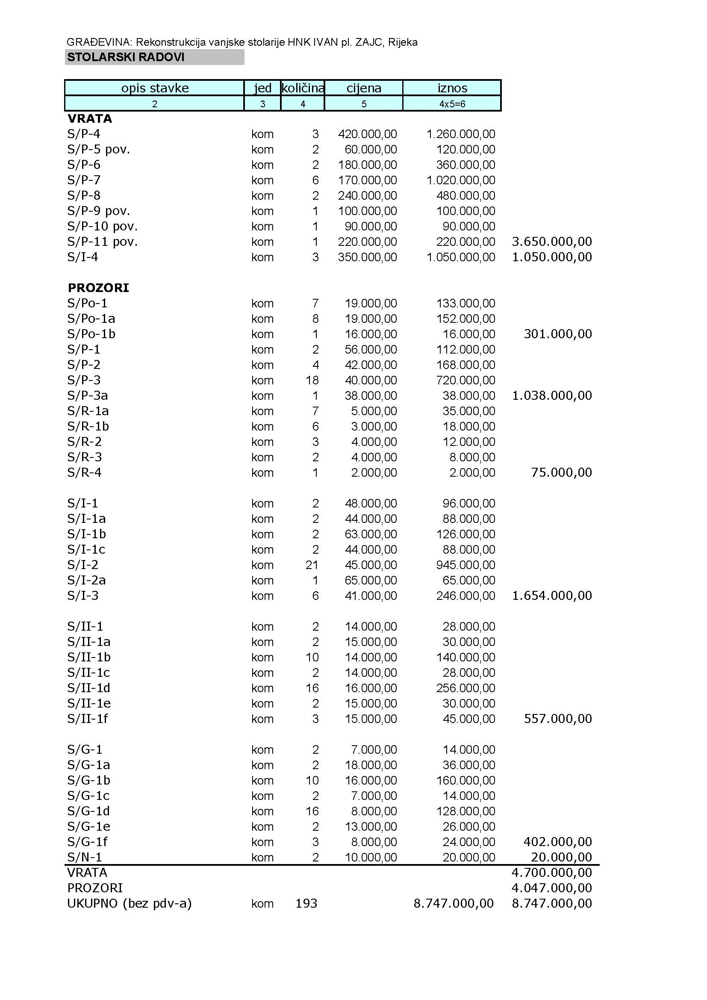 GRAĐEVINA: Rekonstrukcija vanjske stolarije HNK IVAN pl. ZAJC, Rijeka
STOLARSKI RADOVI
opis stavke jed količina cijena iznos
2 3 4 5 4x5=6
VRATA
S/P-4 kom 3 420.000,00 1.260.000,00
S/P-5 pov. kom 2 60.000,00 120.000,00
S/P-6 kom 2 180.000,00 360.000,00
S/P-7 kom 6 170.000,00 1.020.000,00
S/P-8 kom 2 240.000,00 480.000,00
S/P-9 pov. kom 1 100.000,00 100.000,00
S/P-10 pov. kom 1 90.000,00 90.000,00
S/P-11 pov. kom 1 220.000,00 220.000,00 3.650.000,00
S/I-4 kom 3 350.000,00 1.050.000,00 1.050.000,00
PROZORI
S/Po-1 kom 7 19.000,00 133.000,00
S/Po-1a kom 8 19.000,00 152.000,00
S/Po-1b kom 1 16.000,00 16.000,00 301.000,00
S/P-1 kom 2 56.000,00 112.000,00
S/P-2 kom 4 42.000,00 168.000,00
S/P-3 kom 18 40.000,00 720.000,00
S/P-3a kom 1 38.000,00 38.000,00 1.038.000,00
S/R-1a kom 7 5.000,00 35.000,00
S/R-1b kom 6 3.000,00 18.000,00
S/R-2 kom 3 4.000,00 12.000,00
S/R-3 kom 2 4.000,00 8.000,00
S/R-4 kom 1 2.000,00 2.000,00 75.000,00
S/I-1 kom 2 48.000,00 96.000,00
S/I-1a kom 2 44.000,00 88.000,00
S/I-1b kom 2 63.000,00 126.000,00
S/I-1c kom 2 44.000,00 88.000,00
S/I-2 kom 21 45.000,00 945.000,00
S/I-2a kom 1 65.000,00 65.000,00
S/I-3 kom 6 41.000,00 246.000,00 1.654.000,00
S/II-1 kom 2 14.000,00 28.000,00
S/II-1a kom 2 15.000,00 30.000,00
S/II-1b kom 10 14.000,00 140.000,00
S/II-1c kom 2 14.000,00 28.000,00
S/II-1d kom 16 16.000,00 256.000,00
S/II-1e kom 2 15.000,00 30.000,00
S/II-1f kom 3 15.000,00 45.000,00 557.000,00
S/G-1 kom 2 7.000,00 14.000,00
S/G-1a kom 2 18.000,00 36.000,00
S/G-1b kom 10 16.000,00 160.000,00
S/G-1c kom 2 7.000,00 14.000,00
S/G-1d kom 16 8.000,00 128.000,00
S/G-1e kom 2 13.000,00 26.000,00
S/G-1f kom 3 8.000,00 24.000,00 402.000,00
S/N-1 kom 2 10.000,00 20.000,00 20.000,00
VRATA 4.700.000,00
PROZORI 4.047.000,00
UKUPNO (bez pdv-a) kom 193 8.747.000,00 8.747.000,00